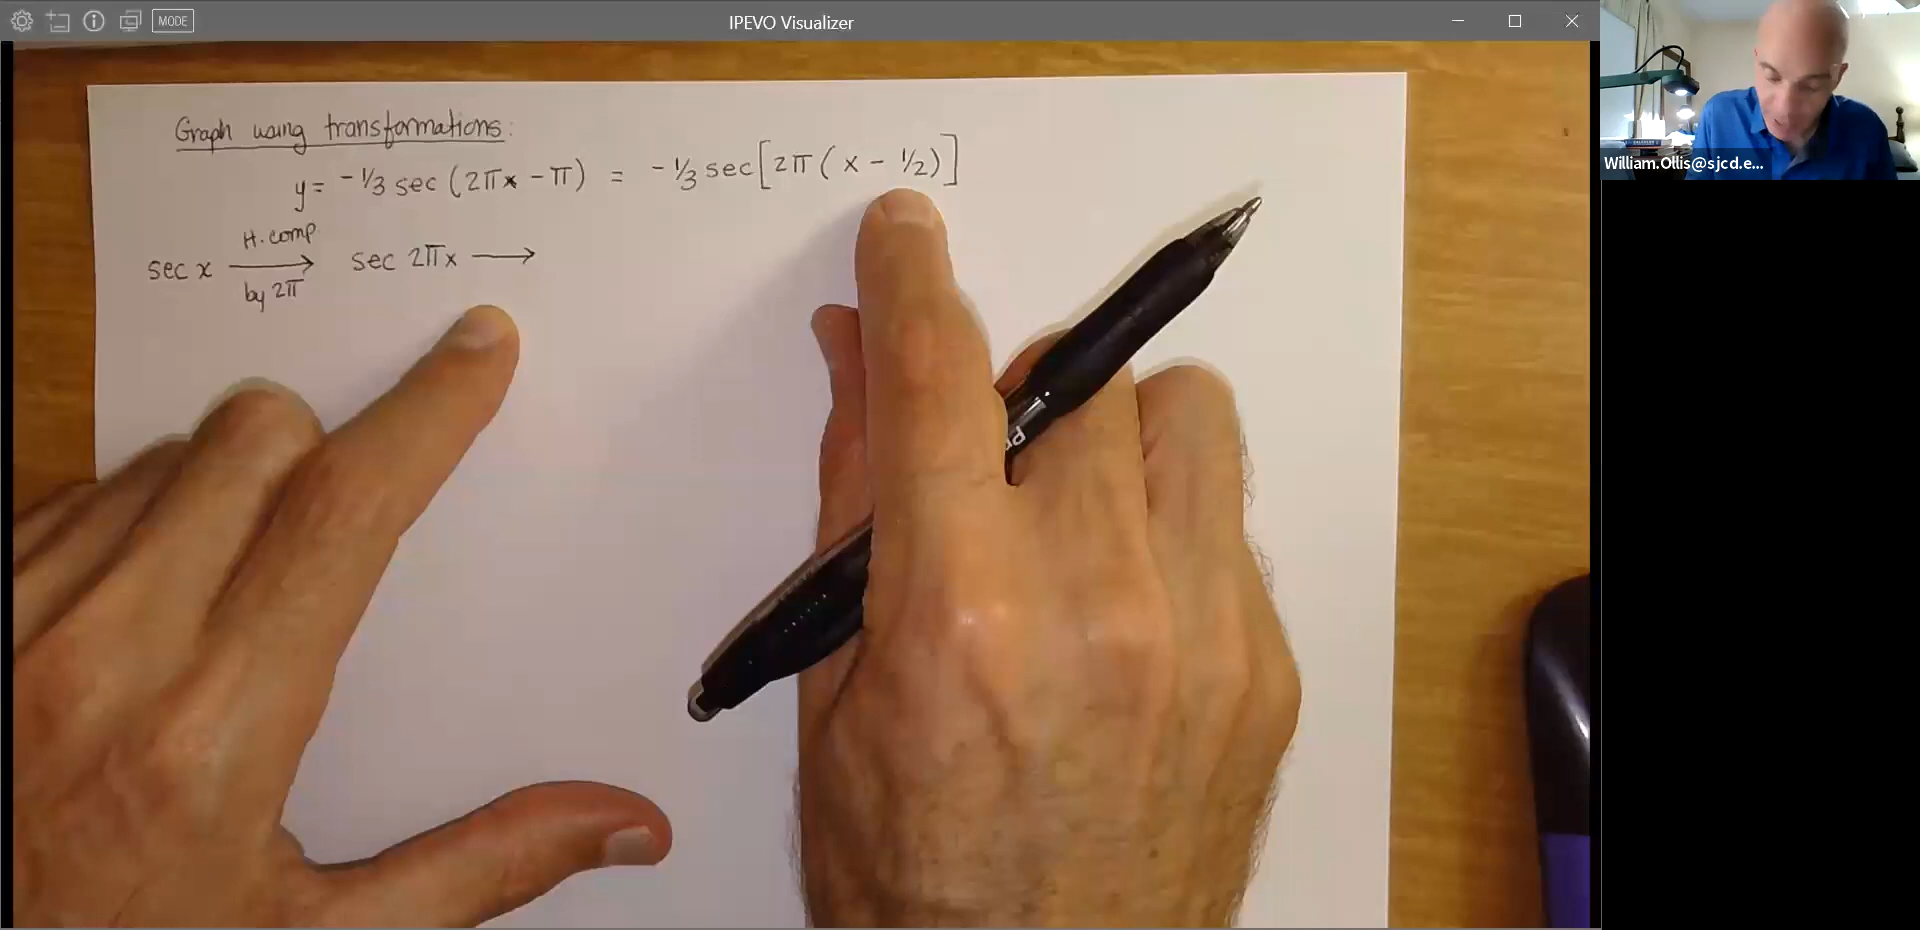 MODE
IPEVO Visualizer
Graph using transformations:
y = -1/3 sec (2πx - π) = -1/3 sec [2π (x - 1/2)]
H. comp
sec x → sec 2πx →
by 2π
William.Ollis@sjcd.e...